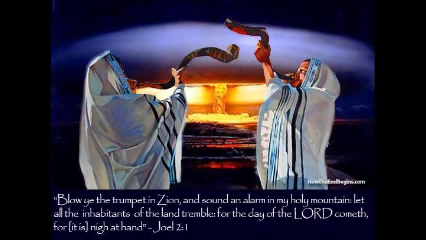 NowTheEndBegins.com
"Blow ye the trumpet in Zion, and sound an alarm in my holy mountain: let
all the inhabitants of the land tremble: for the day of the LORD cometh,
for [it is] nigh at hand" - Joel 2:1